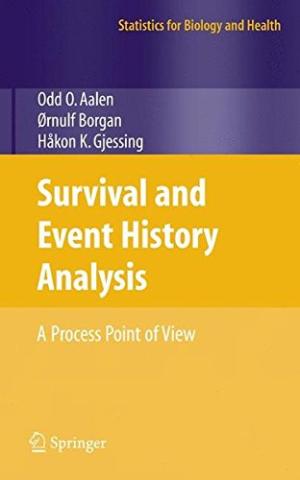 Statistics for Biology and Health
Odd O. Aalen
Ørnulf Borgan
Håkon K. Gjessing
Survival and
Event History
Analysis
A Process Point of View
Springer